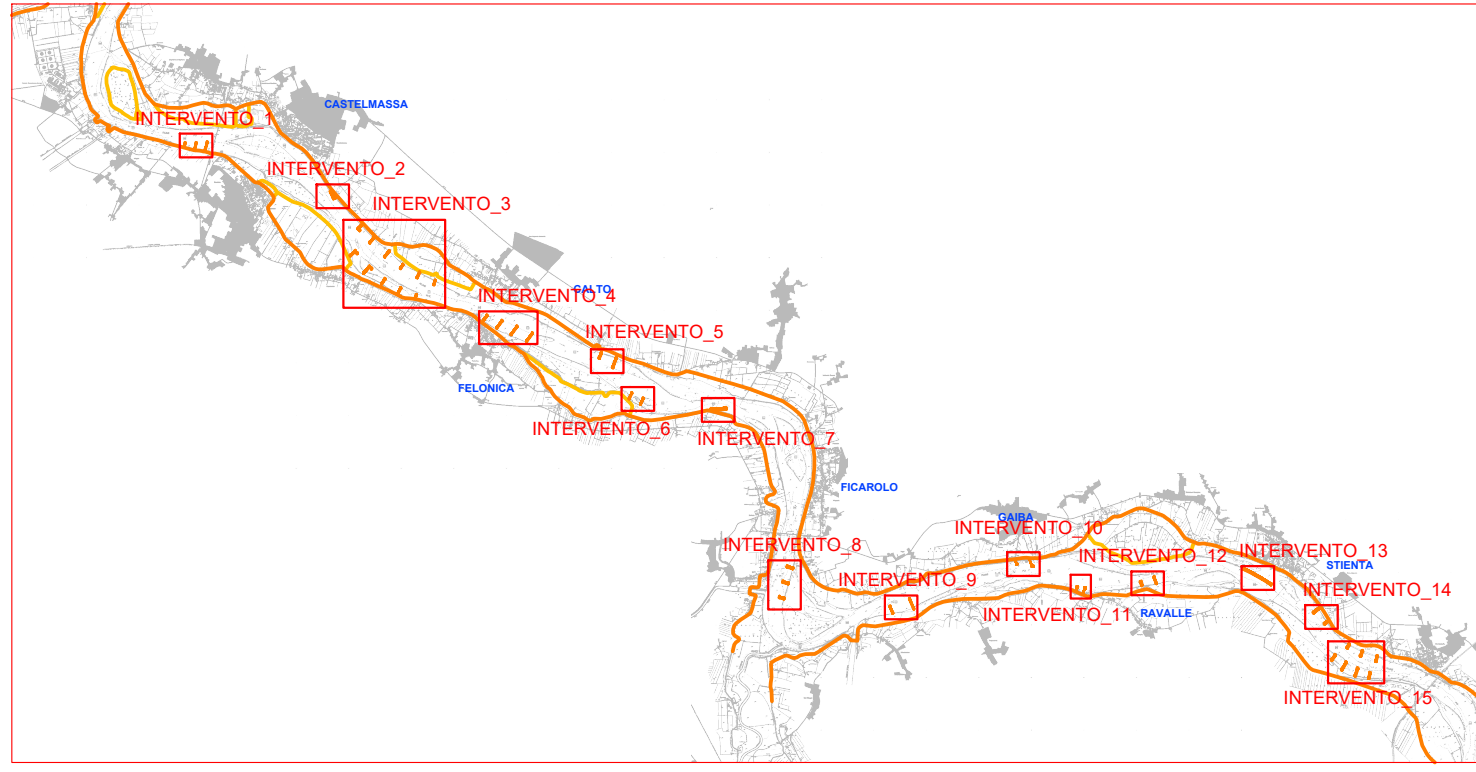 CASTELMASSA
INTERVENTO_1
INTERVENTO_2
INTERVENTO_3
CALTO
INTERVENTO_4
INTERVENTO_5
FELONICA
INTERVENTO_6
INTERVENTO_7
FICAROLO
GAIBA
INTERVENTO_10
INTERVENTO_8
INTERVENTO_12
INTERVENTO_13
STIENTA
INTERVENTO_9
INTERVENTO_14
INTERVENTO_11
RAVALLE
INTERVENTO_15